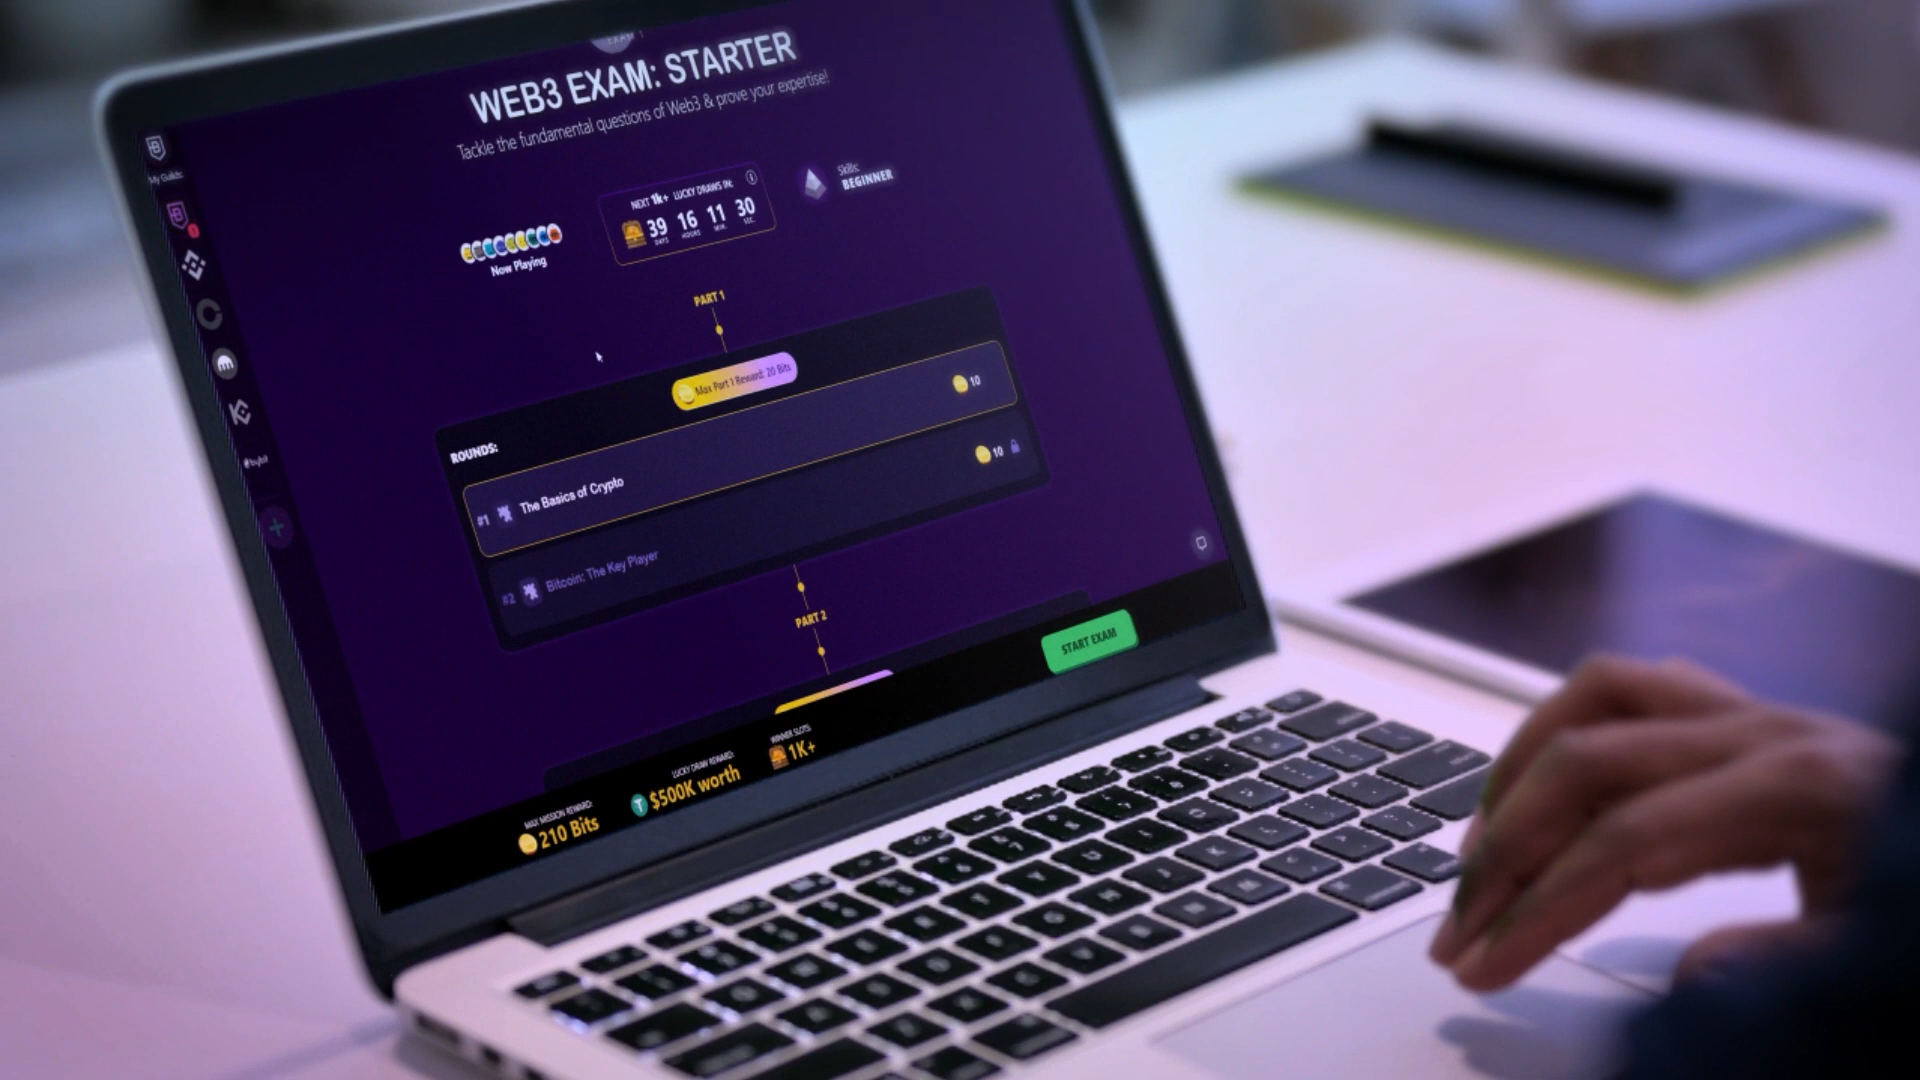 EXAM 1
WEB3 EXAM: STARTER
Tackle the fundamental questions of Web3 & prove your expertise!
My Guilds:
NEXT 1k+ LUCKY DRAWS IN:
39 16 11 30
DAYS HOURS MIN. SEC.
Skills:
BEGINNER
Now Playing
PART 1
Max Part 1 Reward: 20 Bits
ROUNDS:
#1 The Basics of Crypto 10
#2 Bitcoin: The Key Player 10
bybit
PART 2
START EXAM
MAX MISSION REWARD:
210 Bits
LUCKY DRAW REWARD:
$500K worth
WINNER SLOTS:
1K+